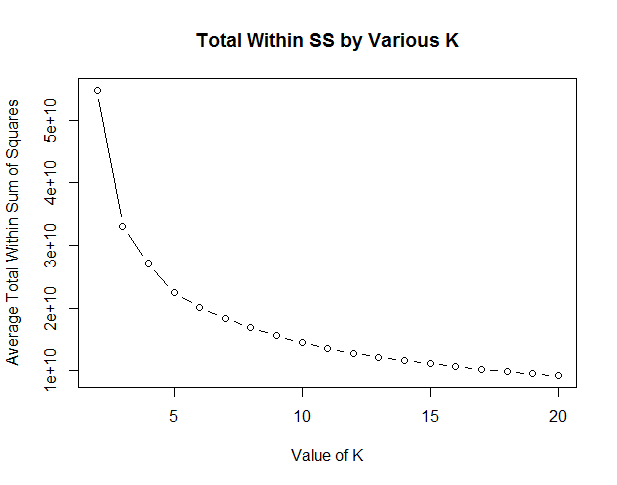 Total Within SS by Various K
Average Total Within Sum of Squares
5e+10
4e+10
3e+10
2e+10
1e+10
5
10
15
20
Value of K